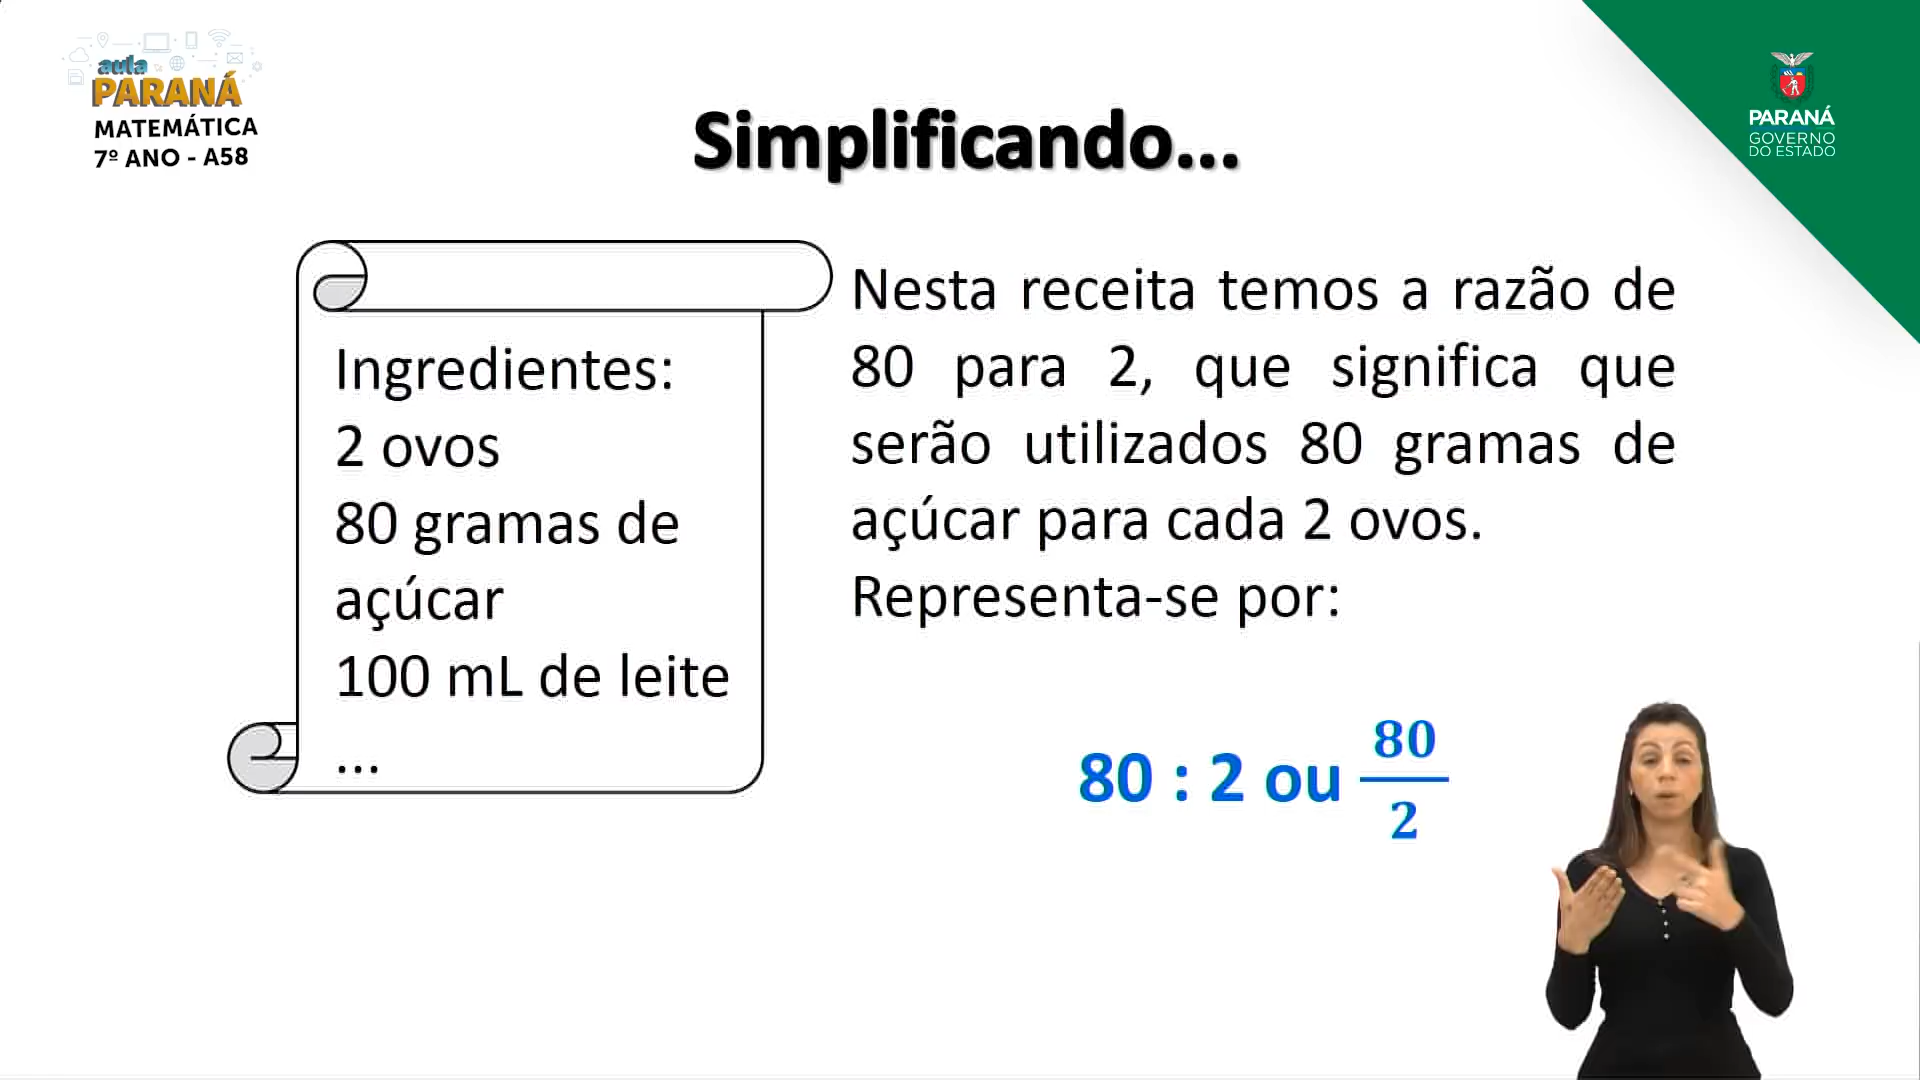 aula
PARANÁ
MATEMÁTICA
7º ANO - A58
PARANÁ
GOVERNO
DO ESTADO
Simplificando...
Ingredientes:
2 ovos
80 gramas de
açúcar
100 mL de leite
...
Nesta receita temos a razão de
80 para 2, que significa que
serão utilizados 80 gramas de
açúcar para cada 2 ovos.
Representa-se por:
80 : 2 ou 80/2